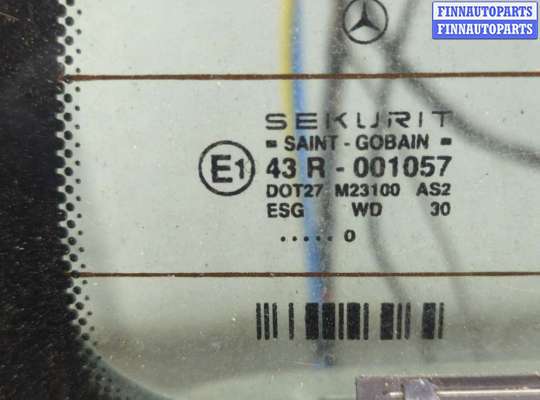 FINNAUTOPARTS
FINNAUTOPARTS
SEKURIT
SAINT - GOBAIN
E1 43 R - 001057
DOT27 M23100 AS2
ESG WD 30
..... 0